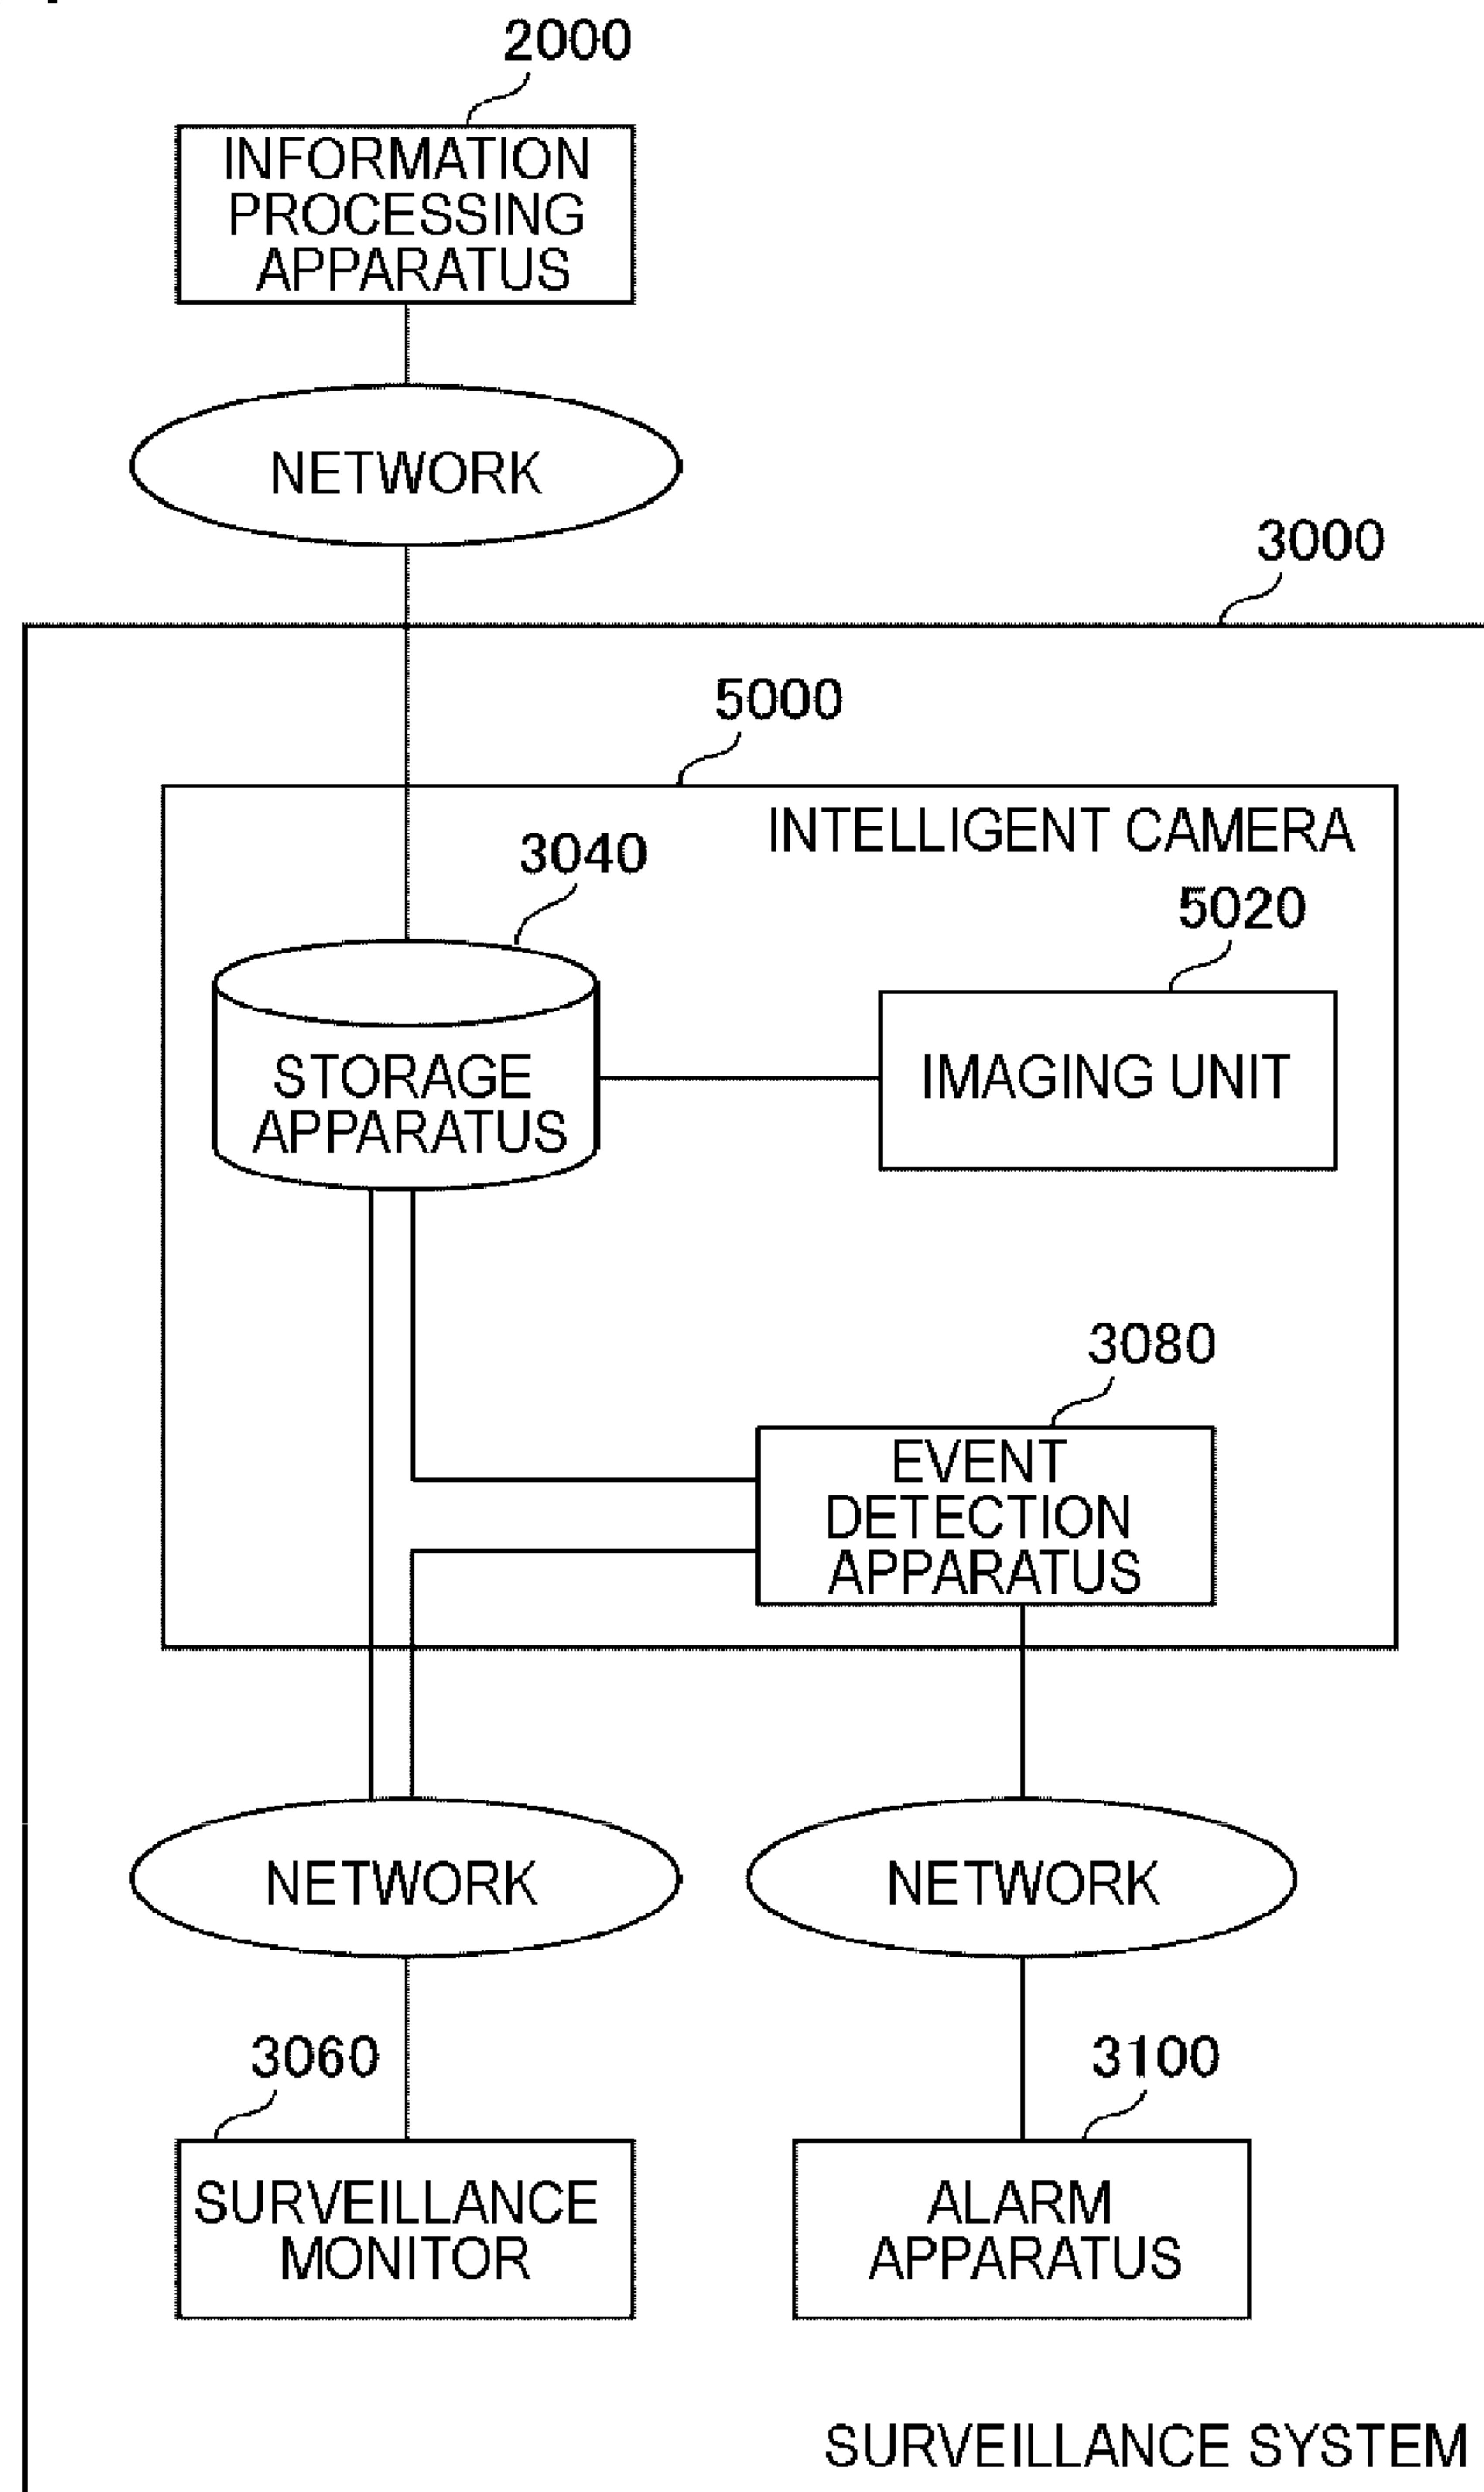 2000
INFORMATION
PROCESSING
APPARATUS
NETWORK
3000
5000
INTELLIGENT CAMERA
3040
5020
STORAGE
APPARATUS
IMAGING UNIT
3080
EVENT
DETECTION
APPARATUS
NETWORK
NETWORK
3060
3100
SURVEILLANCE
MONITOR
ALARM
APPARATUS
SURVEILLANCE SYSTEM